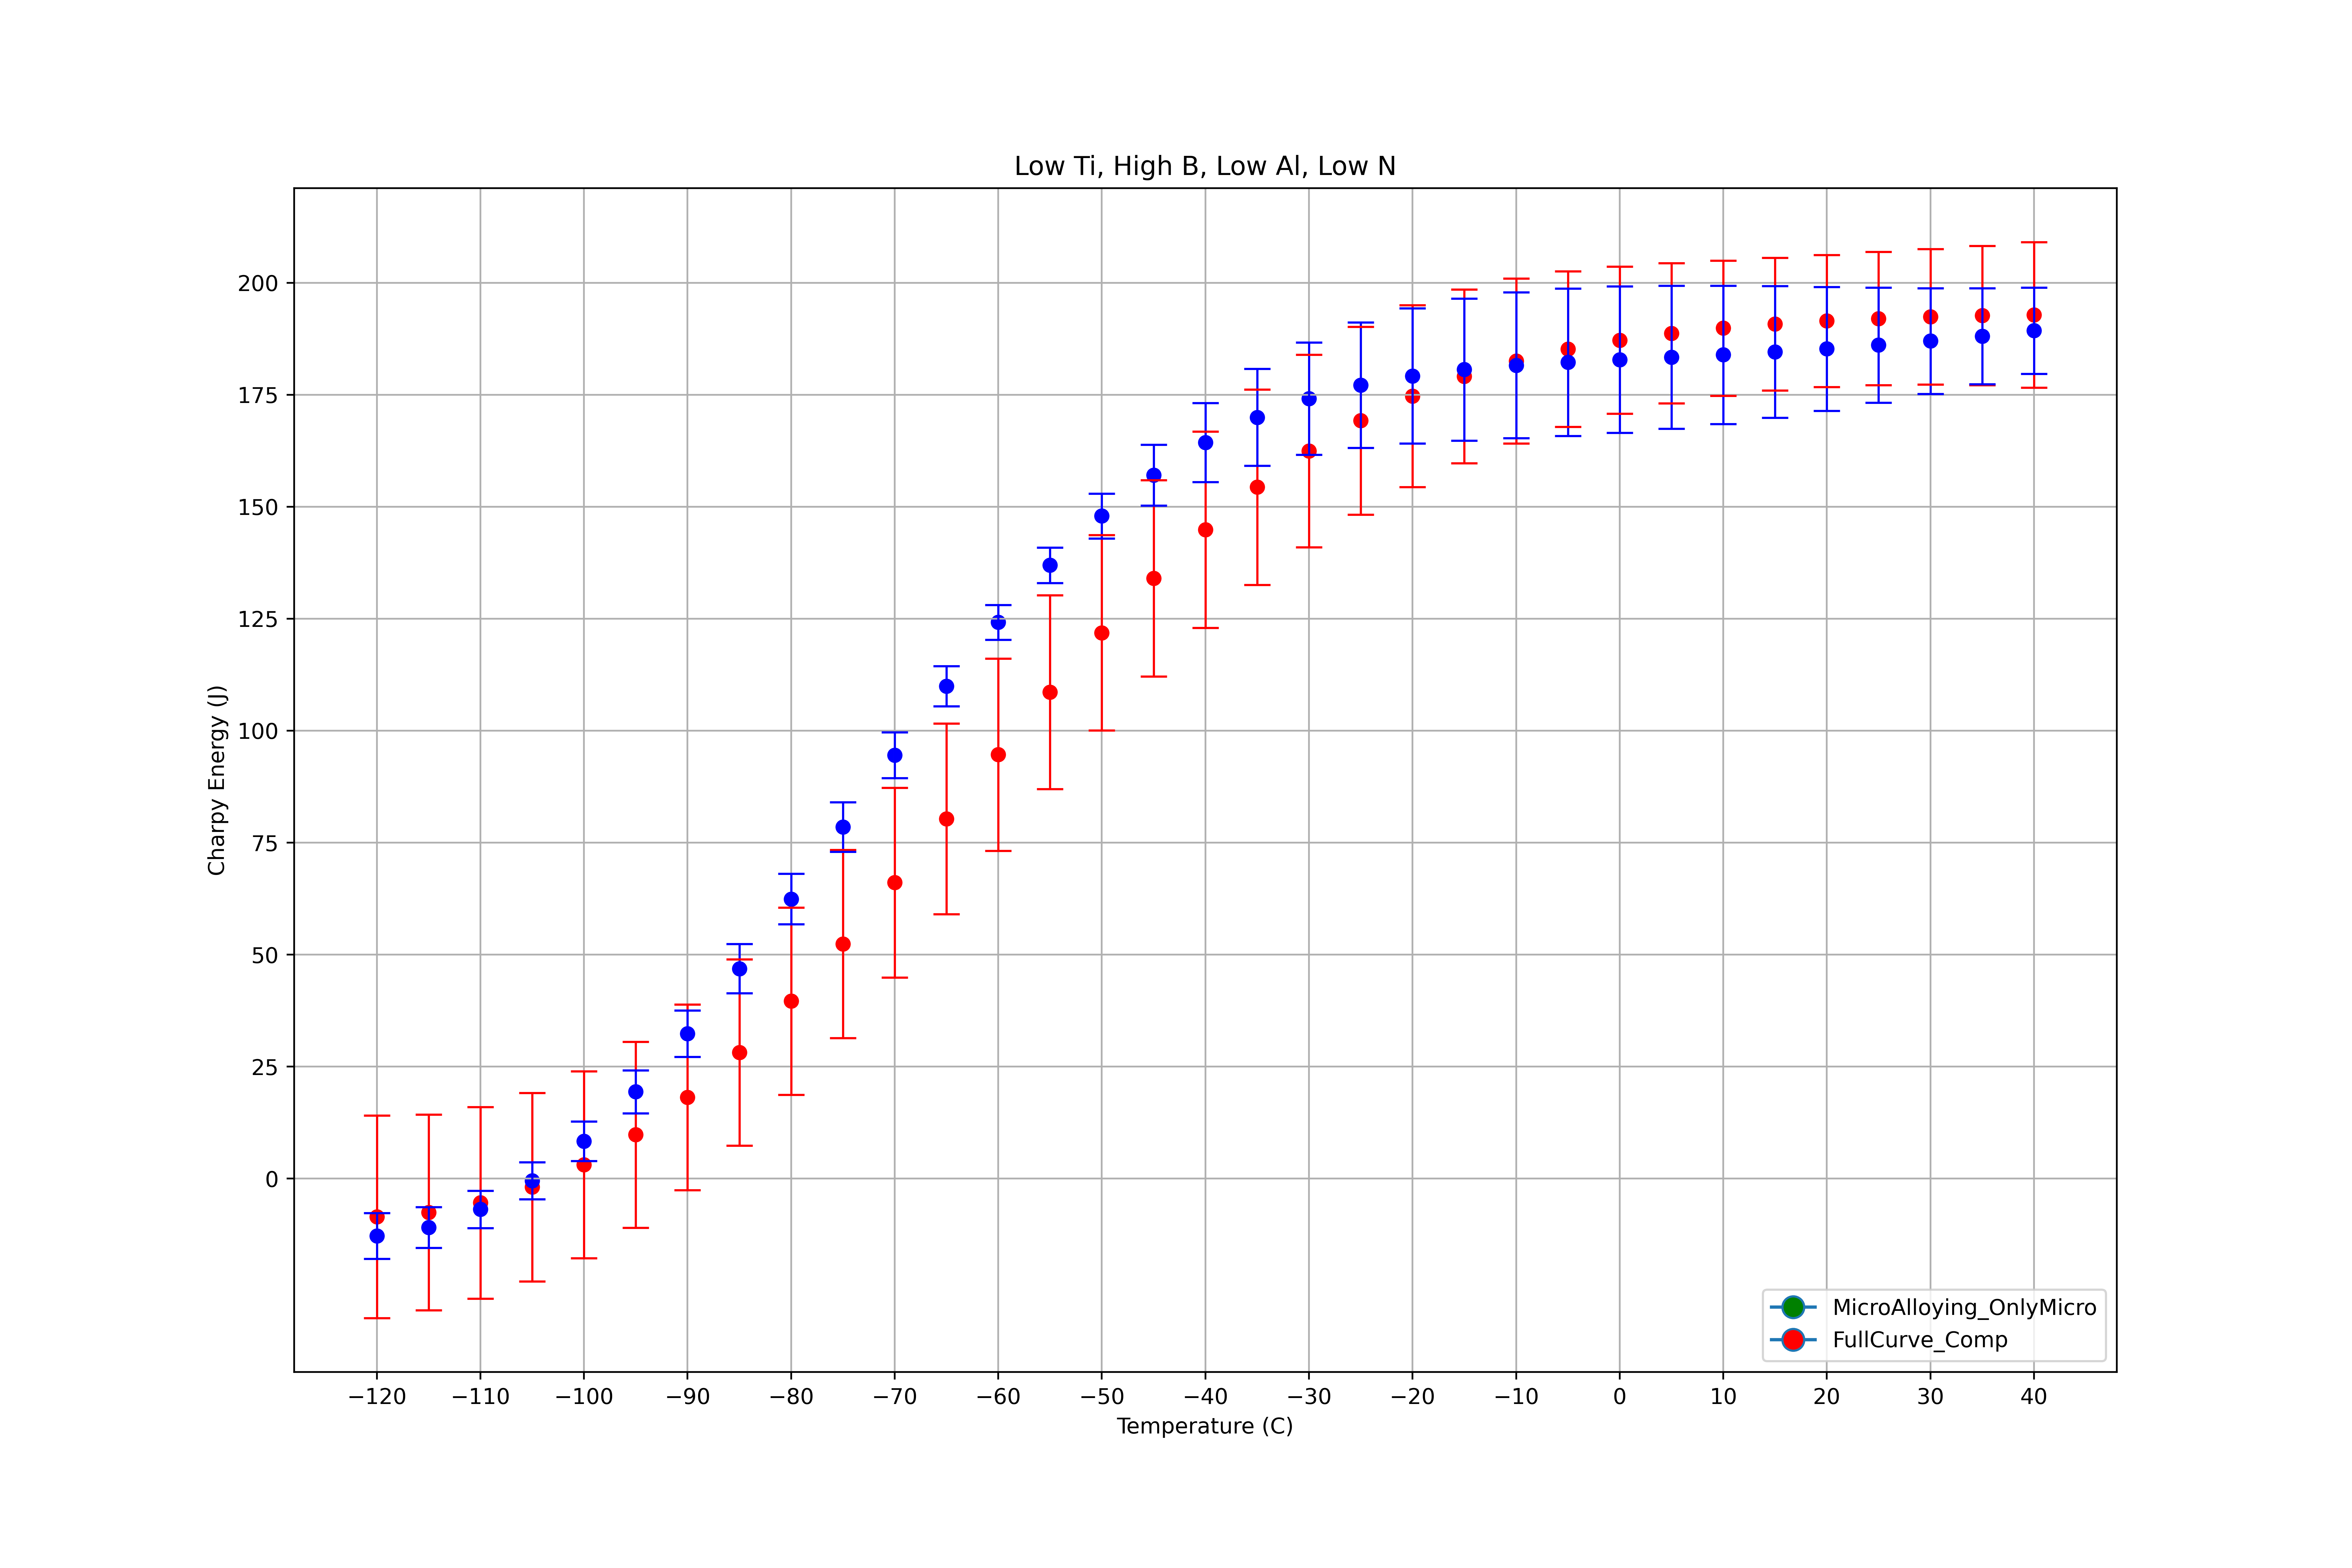 Low Ti, High B, Low Al, Low N
Charpy Energy (J)
200
175
150
125
100
75
50
25
0
−120 −110 −100 −90 −80 −70 −60 −50 −40 −30 −20 −10 0 10 20 30 40
Temperature (C)
MicroAlloying_OnlyMicro
FullCurve_Comp